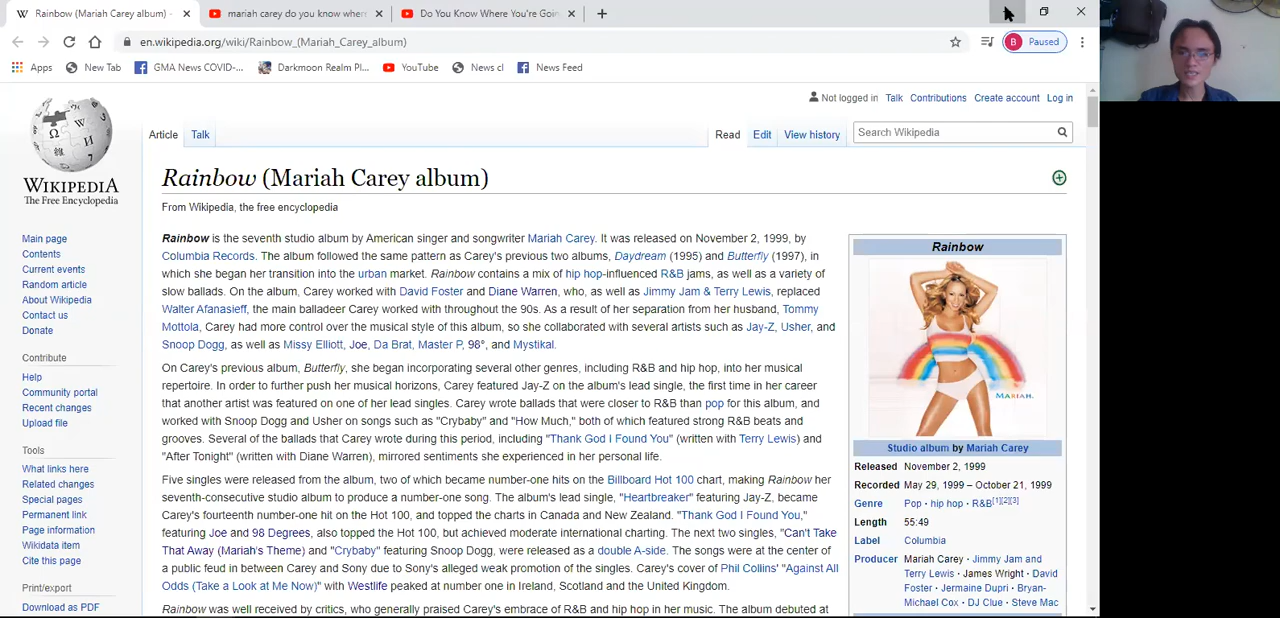 Rainbow (Mariah Carey album) -
mariah carey do you know where
Do You Know Where You're Goin
en.wikipedia.org/wiki/Rainbow_(Mariah_Carey_album)
B Paused
Apps New Tab GMA News COVID-... Darkmoon Realm Pl... YouTube News Feed
Not logged in Talk Contributions Create account Log in
Article Talk Read Edit View history Search Wikipedia
WIKIPEDIA
The Free Encyclopedia
Main page
Contents
Current events
Random article
About Wikipedia
Contact us
Donate
Contribute
Help
Community portal
Recent changes
Upload file
Tools
What links here
Related changes
Special pages
Permanent link
Page information
Wikidata item
Cite this page
Print/export
Download as PDF
Rainbow (Mariah Carey album)
From Wikipedia, the free encyclopedia
Rainbow is the seventh studio album by American singer and songwriter Mariah Carey. It was released on November 2, 1999, by
Columbia Records. The album followed the same pattern as Carey's previous two albums, Daydream (1995) and Butterfly (1997), in
which she began her transition into the urban market. Rainbow contains a mix of hip hop-influenced R&B jams, as well as a variety of
slow ballads. On the album, Carey worked with David Foster and Diane Warren, who, as well as Jimmy Jam & Terry Lewis, replaced
Walter Afanasieff, the main balladeer Carey worked with throughout the 90s. As a result of her separation from her husband, Tommy
Mottola, Carey had more control over the musical style of this album, so she collaborated with several artists such as Jay-Z, Usher, and
Snoop Dogg, as well as Missy Elliott, Joe, Da Brat, Master P, 98°, and Mystikal.
On Carey's previous album, Butterfly, she began incorporating several other genres, including R&B and hip hop, into her musical
repertoire. In order to further push her musical horizons, Carey featured Jay-Z on the album's lead single, the first time in her career
that another artist was featured on one of her lead singles. Carey wrote ballads that were closer to R&B than pop for this album, and
worked with Snoop Dogg and Usher on songs such as "Crybaby" and "How Much," both of which featured strong R&B beats and
grooves. Several of the ballads that Carey wrote during this period, including "Thank God I Found You" (written with Terry Lewis) and
"After Tonight" (written with Diane Warren), mirrored sentiments she experienced in her personal life.
Five singles were released from the album, two of which became number-one hits on the Billboard Hot 100 chart, making Rainbow her
seventh-consecutive studio album to produce a number-one song. The album's lead single, "Heartbreaker" featuring Jay-Z, became
Carey's fourteenth number one hit on the Hot 100, and topped the charts in Canada and New Zealand. "Thank God I Found You,"
featuring Joe and 98 Degrees, also topped the Hot 100, but achieved moderate international charting. The next two singles, "Can't Take
That Away (Mariah's Theme) and "Crybaby" featuring Snoop Dogg, were released as a double A-side. The songs were at the center of
a public feud in between Carey and Sony due to Sony's alleged weak promotion of the singles. Carey's cover of Phil Collins' "Against All
Odds (Take a Look at Me Now)" with Westlife peaked at number one in Ireland, Scotland and the United Kingdom.
Rainbow was well received by critics, who generally praised Carey's embrace of R&B and hip hop in her music. The album debuted at
Rainbow
MARIAH.
Studio album by Mariah Carey
Released November 2, 1999
Recorded May 29, 1999 – October 21, 1999
Genre Pop · hip hop · R&B[1][2][3]
Length 55:49
Label Columbia
Producer Mariah Carey · Jimmy Jam and
Terry Lewis · James Wright · David
Foster · Jermaine Dupri · Bryan-
Michael Cox · DJ Clue · Steve Mac